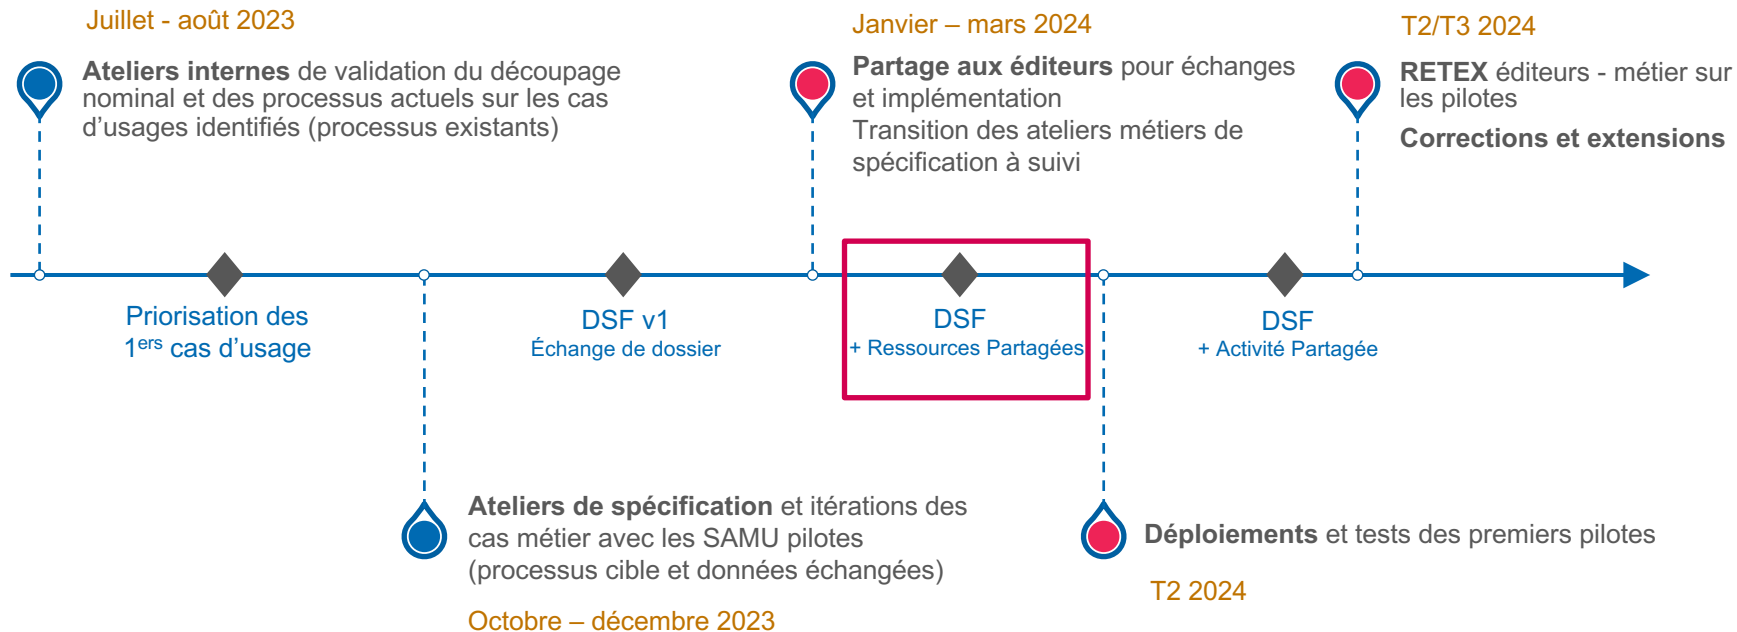 Juillet - août 2023
Ateliers internes de validation du découpage
nominal et des processus actuels sur les cas
d’usages identifiés (processus existants)
Janvier – mars 2024
Partage aux éditeurs pour échanges
et implémentation
Transition des ateliers métiers de
spécification à suivi
T2/T3 2024
RETEX éditeurs - métier sur
les pilotes
Corrections et extensions
Priorisation des
1ers cas d’usage
DSF v1
Échange de dossier
DSF
+ Ressources Partagées
DSF
+ Activité Partagée
Ateliers de spécification et itérations des
cas métier avec les SAMU pilotes
(processus cible et données échangées)
Octobre – décembre 2023
Déploiements et tests des premiers pilotes
T2 2024